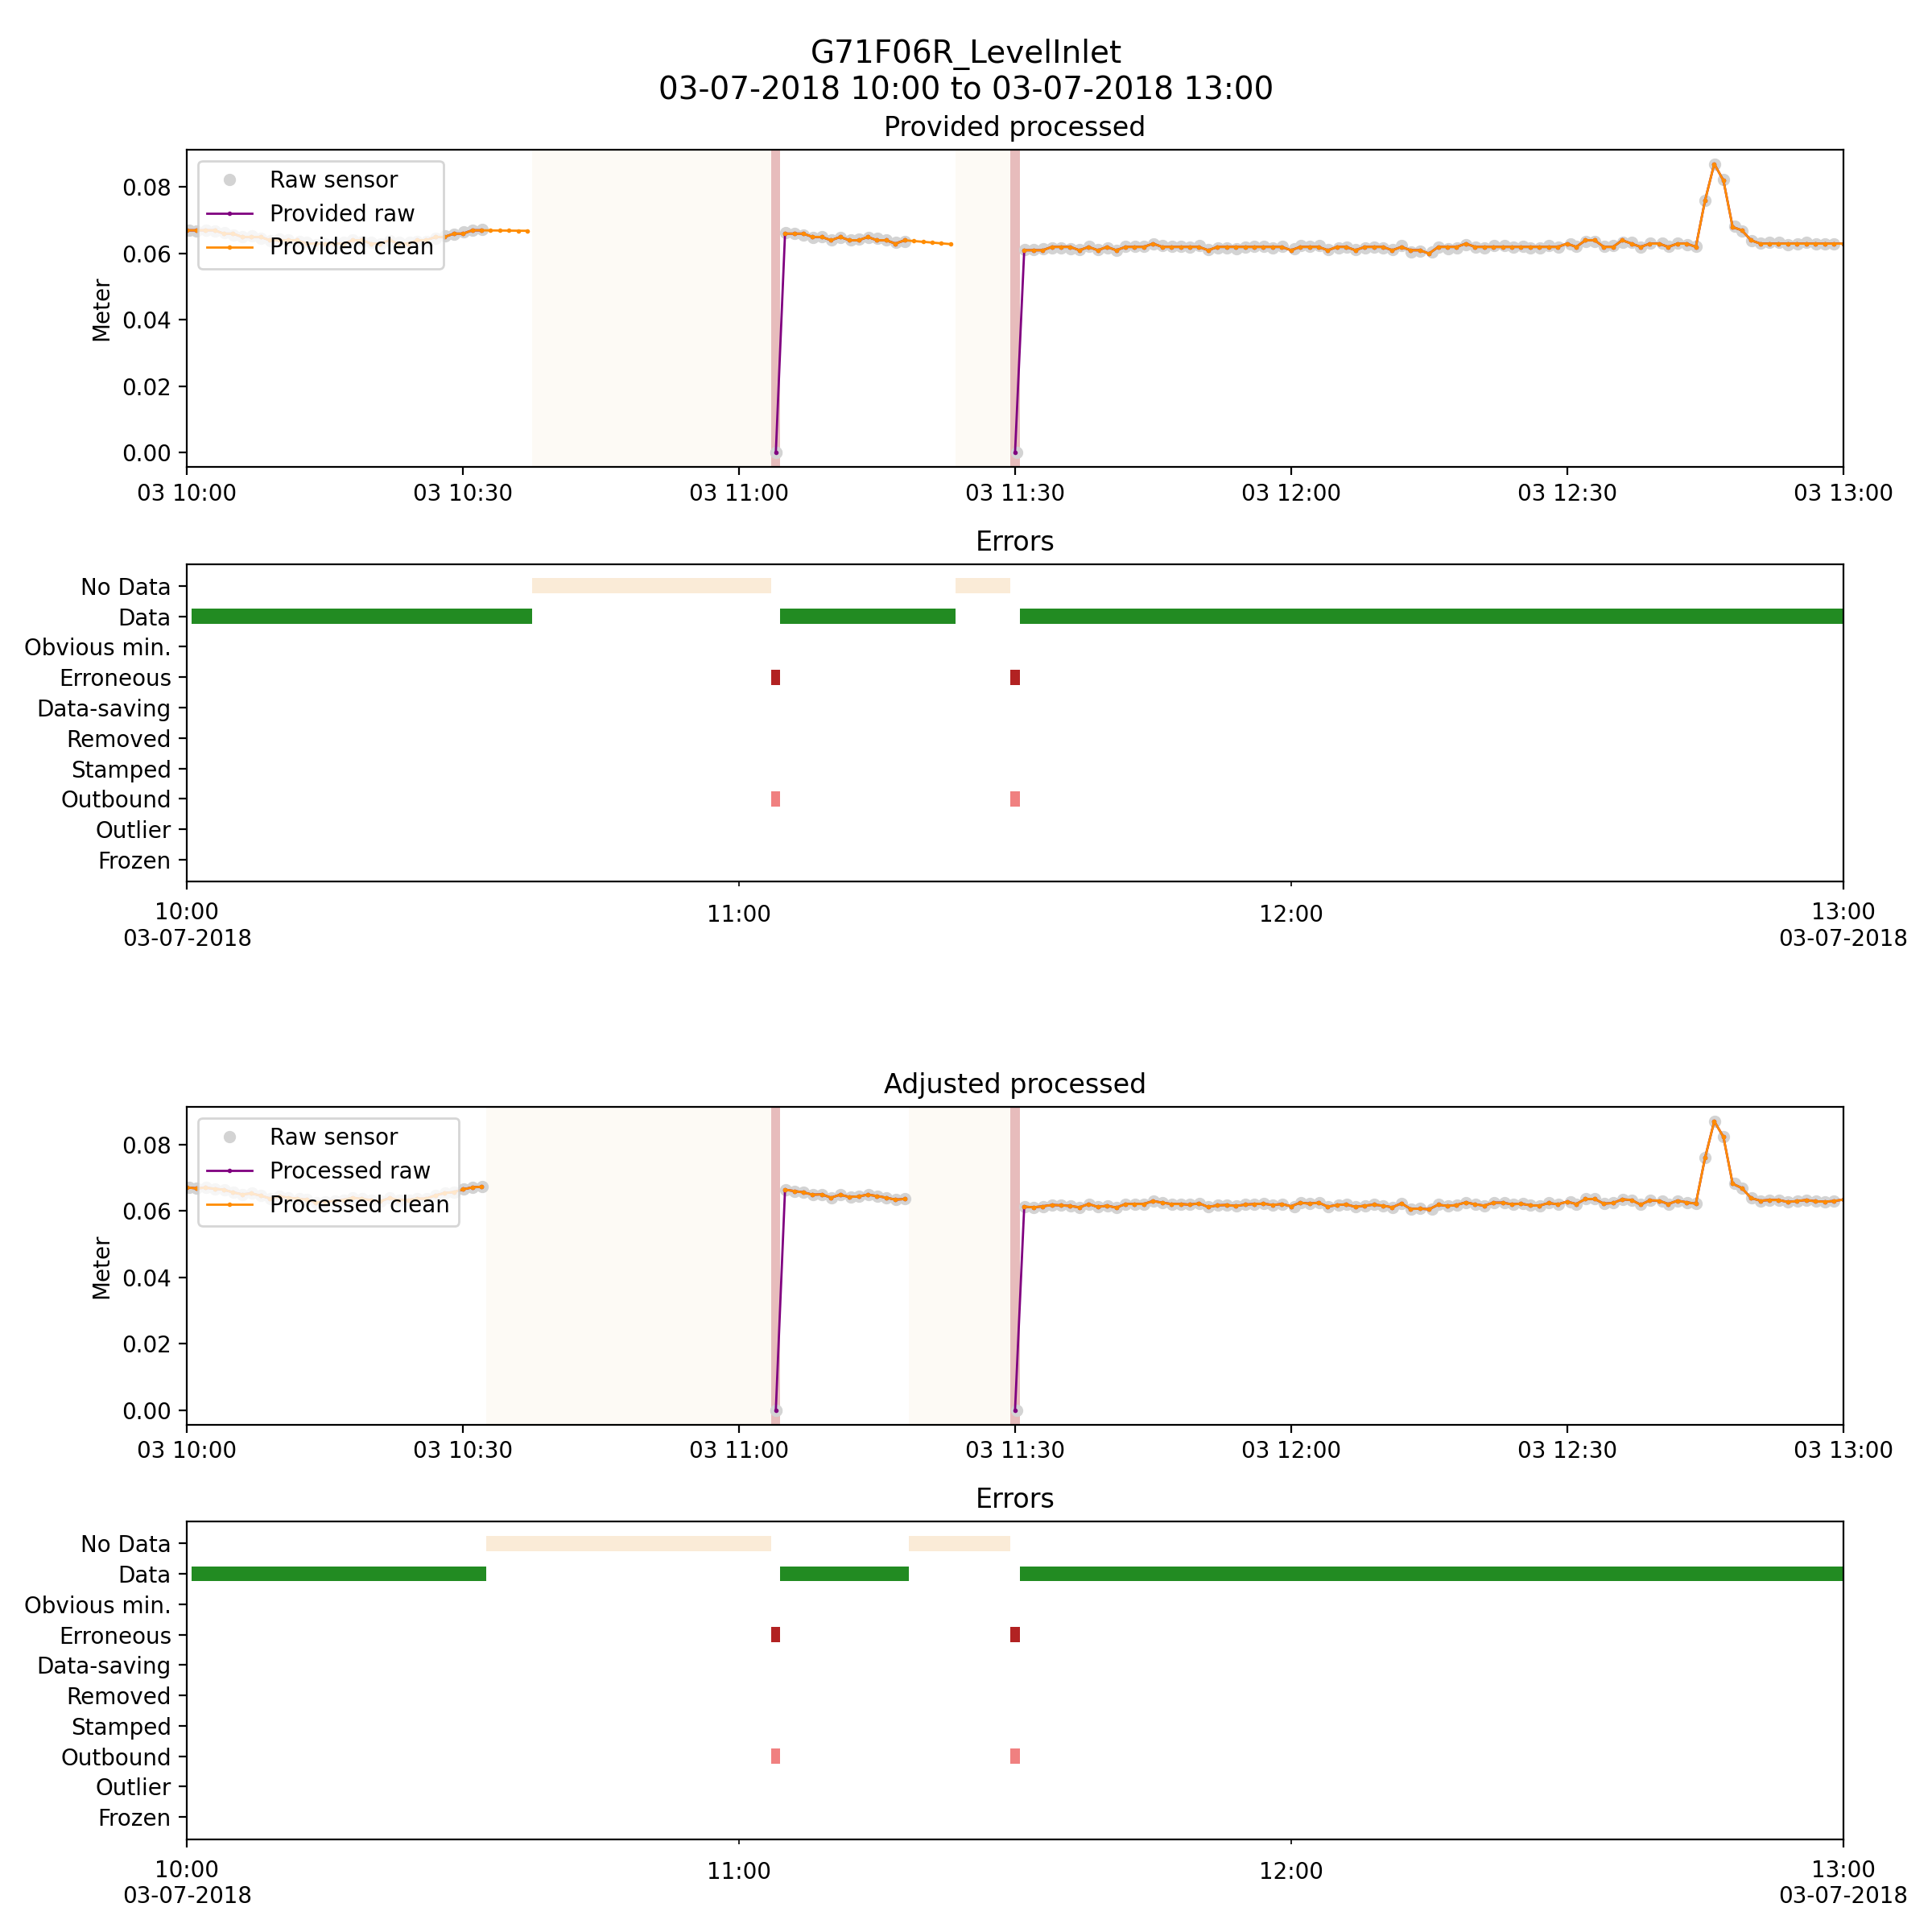 G71F06R_LevelInlet
03-07-2018 10:00 to 03-07-2018 13:00
Provided processed
Raw sensor
Provided raw
Provided clean
Meter
0.08
0.06
0.04
0.02
0.00
03 10:00 03 10:30 03 11:00 03 11:30 03 12:00 03 12:30 03 13:00
Errors
No Data
Data
Obvious min.
Erroneous
Data-saving
Removed
Stamped
Outbound
Outlier
Frozen
10:00 11:00 12:00 13:00
03-07-2018 03-07-2018
Adjusted processed
Raw sensor
Processed raw
Processed clean
Meter
0.08
0.06
0.04
0.02
0.00
03 10:00 03 10:30 03 11:00 03 11:30 03 12:00 03 12:30 03 13:00
Errors
No Data
Data
Obvious min.
Erroneous
Data-saving
Removed
Stamped
Outbound
Outlier
Frozen
10:00 11:00 12:00 13:00
03-07-2018 03-07-2018